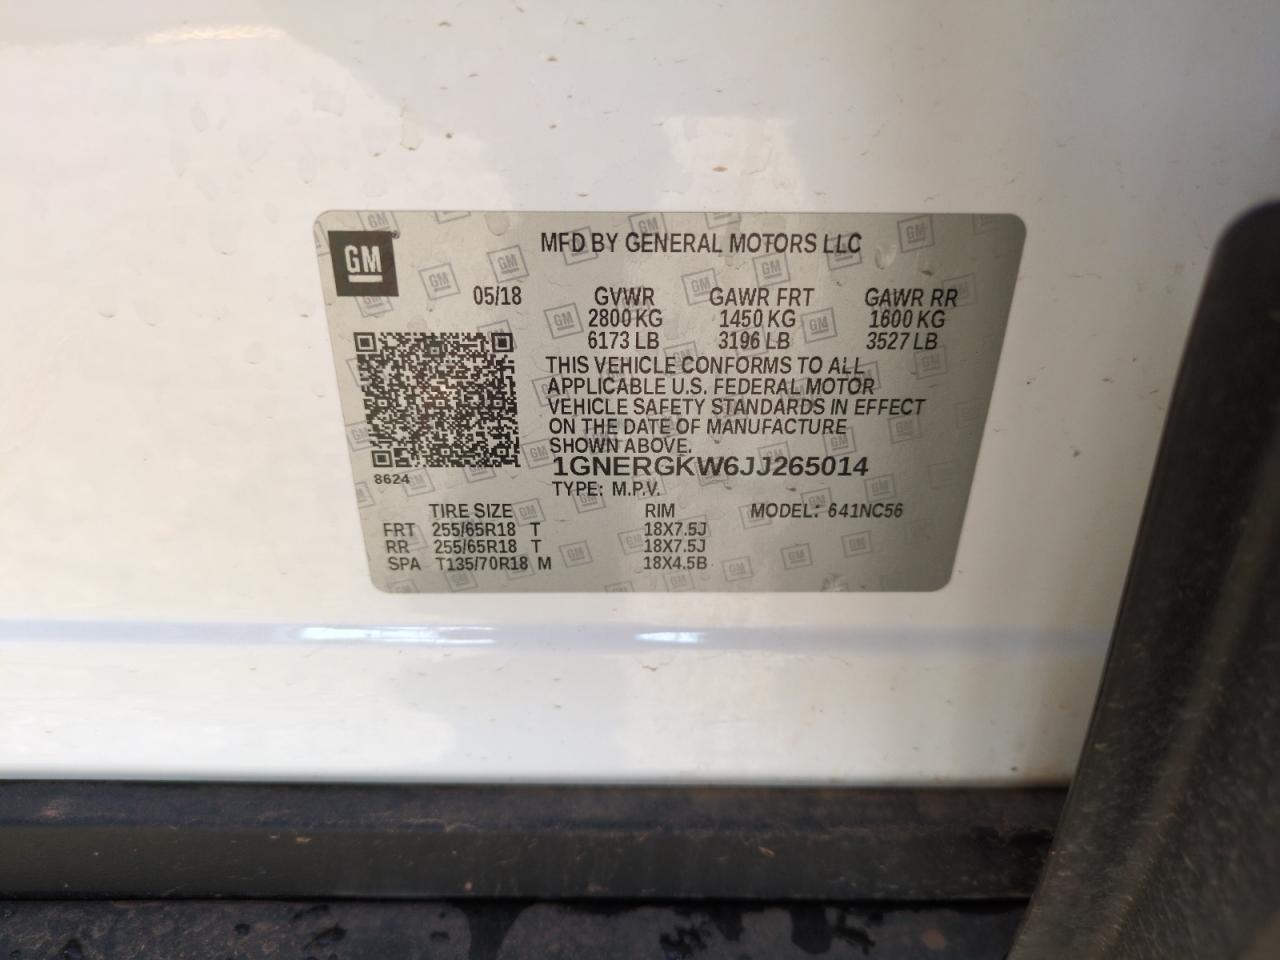 GM
MFD BY GENERAL MOTORS LLC
05/18 GVWR GAWR FRT GAWR RR
2800 KG 1450 KG 1600 KG
6173 LB 3196 LB 3527 LB
THIS VEHICLE CONFORMS TO ALL
APPLICABLE U.S. FEDERAL MOTOR
VEHICLE SAFETY STANDARDS IN EFFECT
ON THE DATE OF MANUFACTURE
SHOWN ABOVE.
1GNERGKW6JJ265014
8624
TYPE: M.P.V.
TIRE SIZE RIM MODEL: 641NC56
FRT 255/65R18 T 18X7.5J
RR 255/65R18 T 18X7.5J
SPA T135/70R18 M 18X4.5B